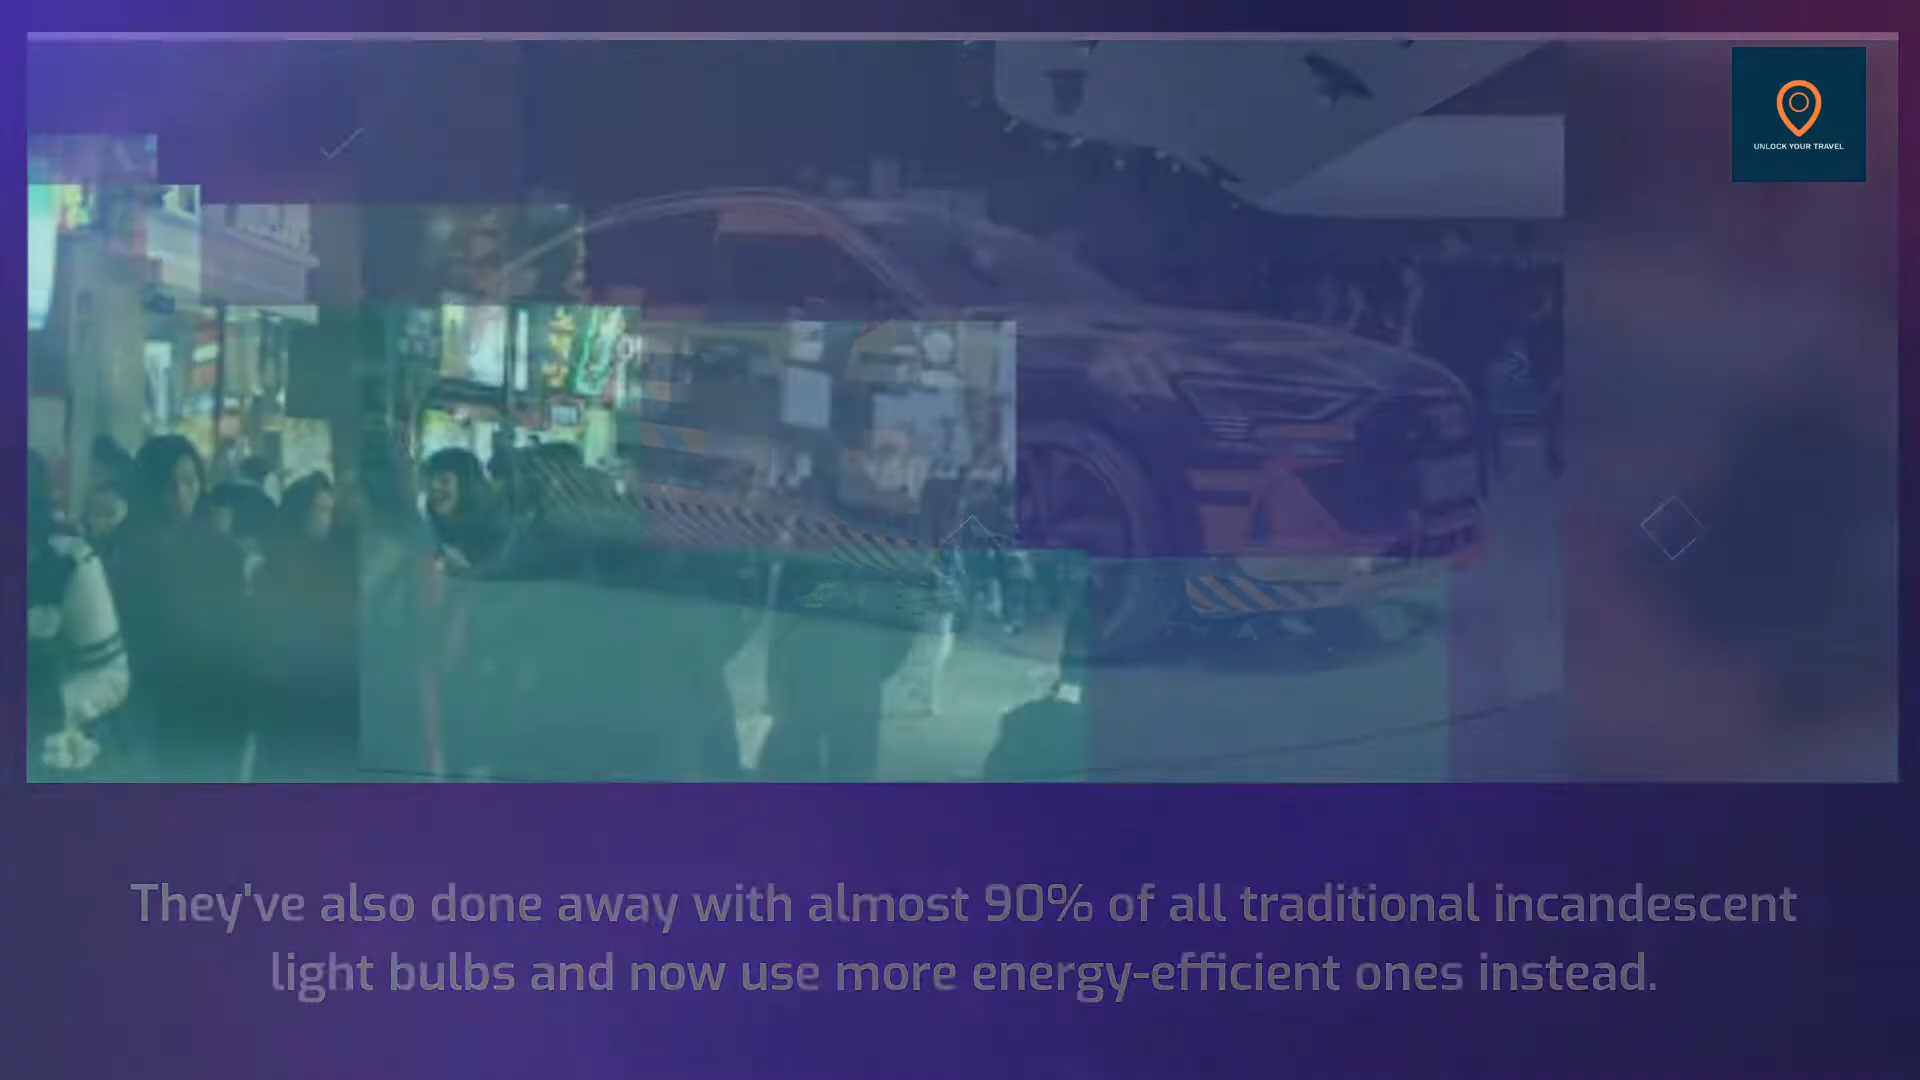 UNLOCK YOUR TRAVEL
They've also done away with almost 90% of all traditional incandescent
light bulbs and now use more energy-efficient ones instead.